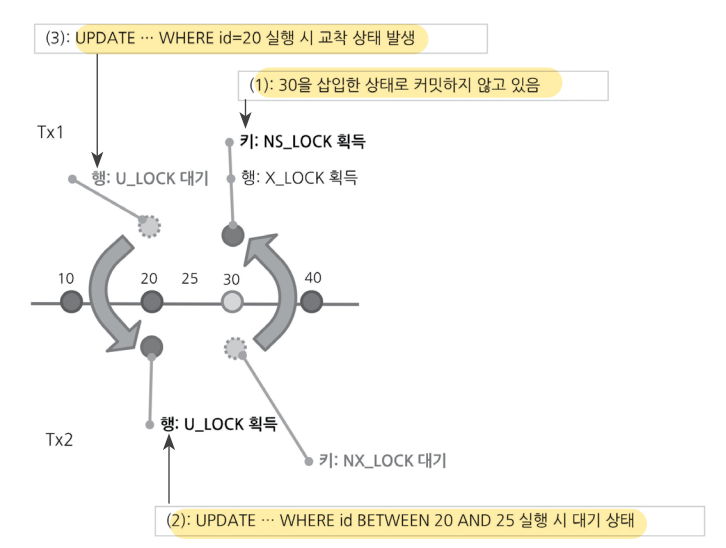 (3): UPDATE … WHERE id=20 실행 시 교착 상태 발생
(1): 30을 삽입한 상태로 커밋하지 않고 있음
Tx1
키: NS_LOCK 획득
행: U_LOCK 대기
행: X_LOCK 획득
10 20 25 30 40
행: U_LOCK 획득
Tx2
키: NX_LOCK 대기
(2): UPDATE … WHERE id BETWEEN 20 AND 25 실행 시 대기 상태